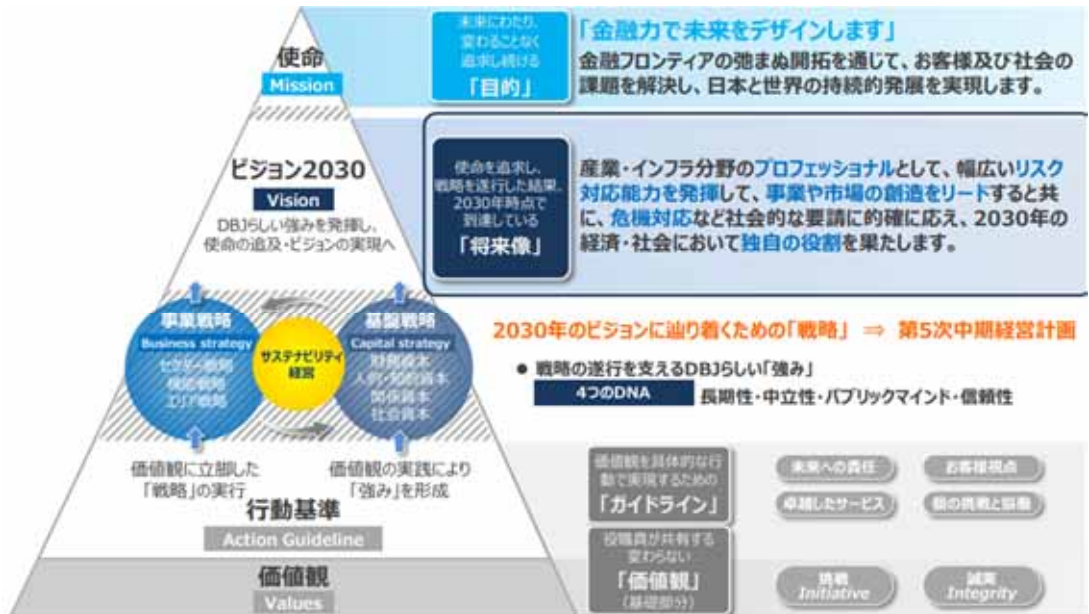 使命
Mission
未来にわたり、
変わることなく
追求し続ける
「目的」
「金融力で未来をデザインします」
金融フロンティアの弛まぬ開拓を通じて、お客様及び社会の
課題を解決し、日本と世界の持続的発展を実現します。
ビジョン2030
Vision
DBJらしい強みを発揮し、
使命の追及・ビジョンの実現へ
使命を追求し、
戦略を遂行した結果、
2030年時点で
到達している
「将来像」
産業・インフラ分野のプロフェッショナルとして、幅広いリスク
対応能力を発揮して、事業や市場の創造をリードすると共
に、危機対応など社会的な要請に的確に応え、2030年の
経済・社会において独自の役割を果たします。
事業戦略
Business strategy
セクター戦略
機能戦略
エリア戦略
サステナビリティ
経営
基盤戦略
Capital strategy
財務資本
人的・知的資本
関係資本
社会資本
2030年のビジョンに辿り着くための「戦略」 ⇒ 第5次中期経営計画
● 戦略の遂行を支えるDBJらしい「強み」
4つのDNA
長期性・中立性・パブリックマインド・信頼性
価値観に立脚した
「戦略」の実行
価値観の実践により
「強み」を形成
行動基準
Action Guideline
価値観を具体的な行
動で実現するための
「ガイドライン」
未来への責任
お客様視点
卓越したサービス
個の挑戦と協働
価値観
Values
役職員が共有する
変わらない
「価値観」
(基礎部分)
挑戦
Initiative
誠実
Integrity